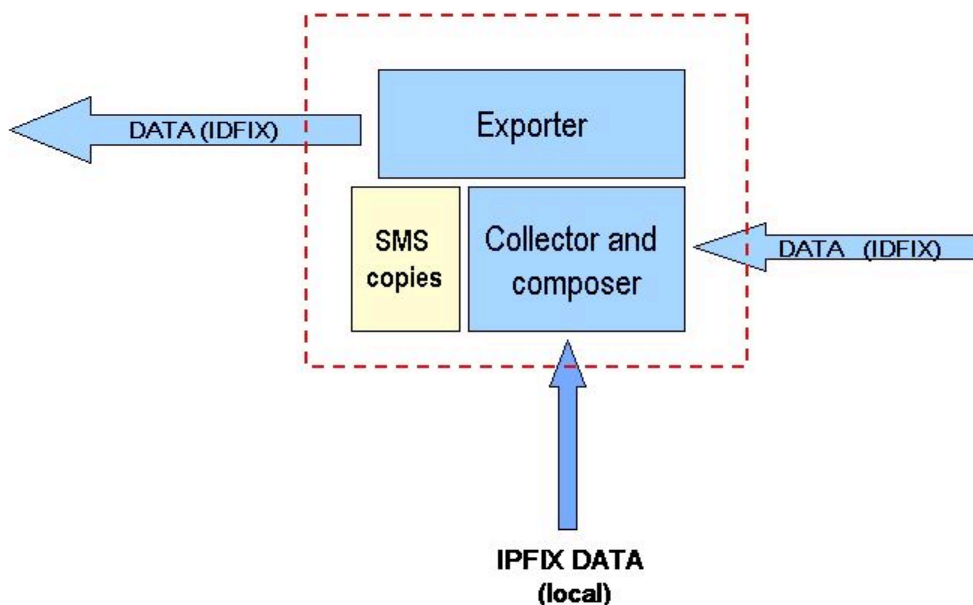 Exporter
DATA (IDFIX)
SMS
copies
Collector and
composer
DATA (IDFIX)
IPFIX DATA
(local)